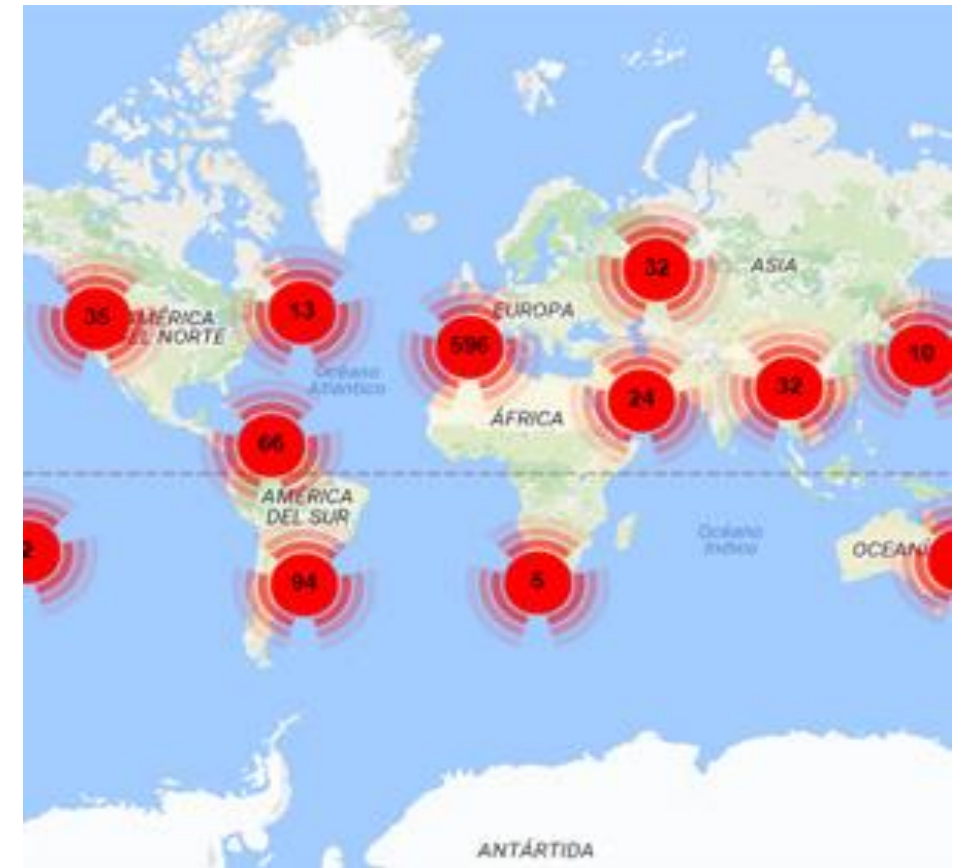 32
ASIA
35
AMÉRICA
DEL NORTE
13
EUROPA
596
10
Océano
Atlántico
24
32
ÁFRICA
66
AMÉRICA
DEL SUR
Océano
Índico
2
OCEANÍ
94
5
ANTÁRTIDA